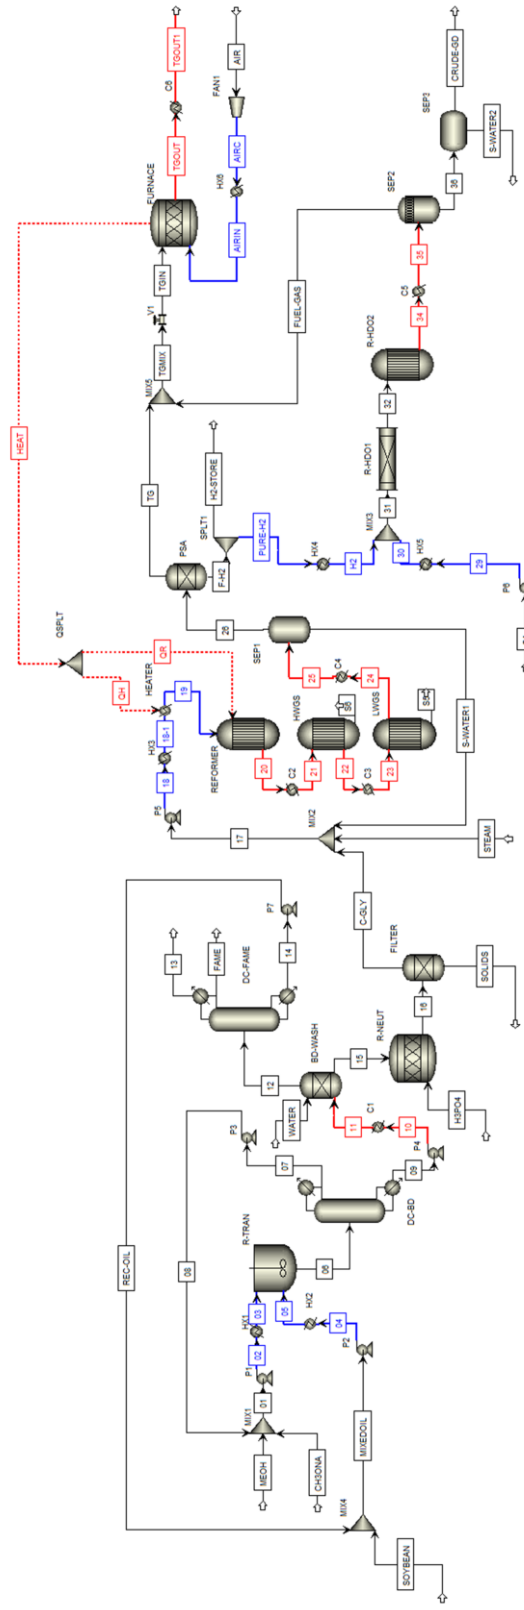 SOYBEAN
MIX4
REC-OIL
MIXEDOIL
MEOH
CH3ONA
MIX1
01
P1
02
HX1
03
08
P2
04
HX2
05
R-TRAN
06
DC-BD
07
P3
09
P4
10
C1
11
WATER
BD-WASH
12
DC-FAME
13
FAME
14
P7
15
H3PO4
R-NEUT
16
FILTER
SOLIDS
C-GLY
STEAM
MIX2
S-WATER1
17
P5
18
HX3
18-1
HEATER
19
QH
QR
QSPLT
HEAT
REFORMER
20
C2
21
HWGS
S5
22
C3
23
LWGS
24
C4
25
SEP1
26
PSA
TG
F-H2
SPLT1
H2-STORE
PURE-H2
HX4
H2
P6
29
HX5
30
MIX3
31
R-HDO1
32
R-HDO2
34
C5
35
SEP2
FUEL-GAS
36
SEP3
S-WATER2
CRUDE-GD
MIX5
TGMIX
V1
TGIN
FURNACE
TGOUT
C6
TGOUT1
AIR
FAN1
AIRC
HX6
AIRIN